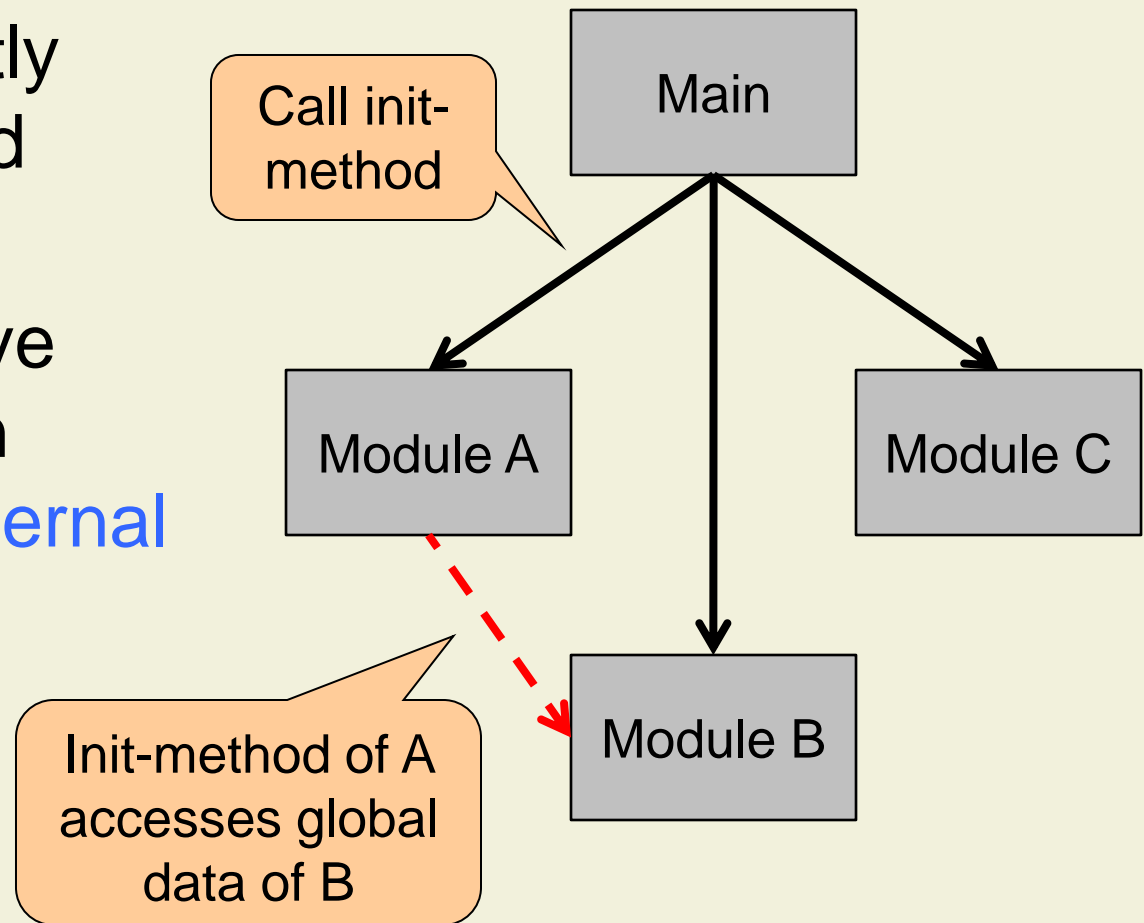 tly
d
ve
n
ernal
Call init-
method
Main
Module A
Module C
Module B
Init-method of A
accesses global
data of B